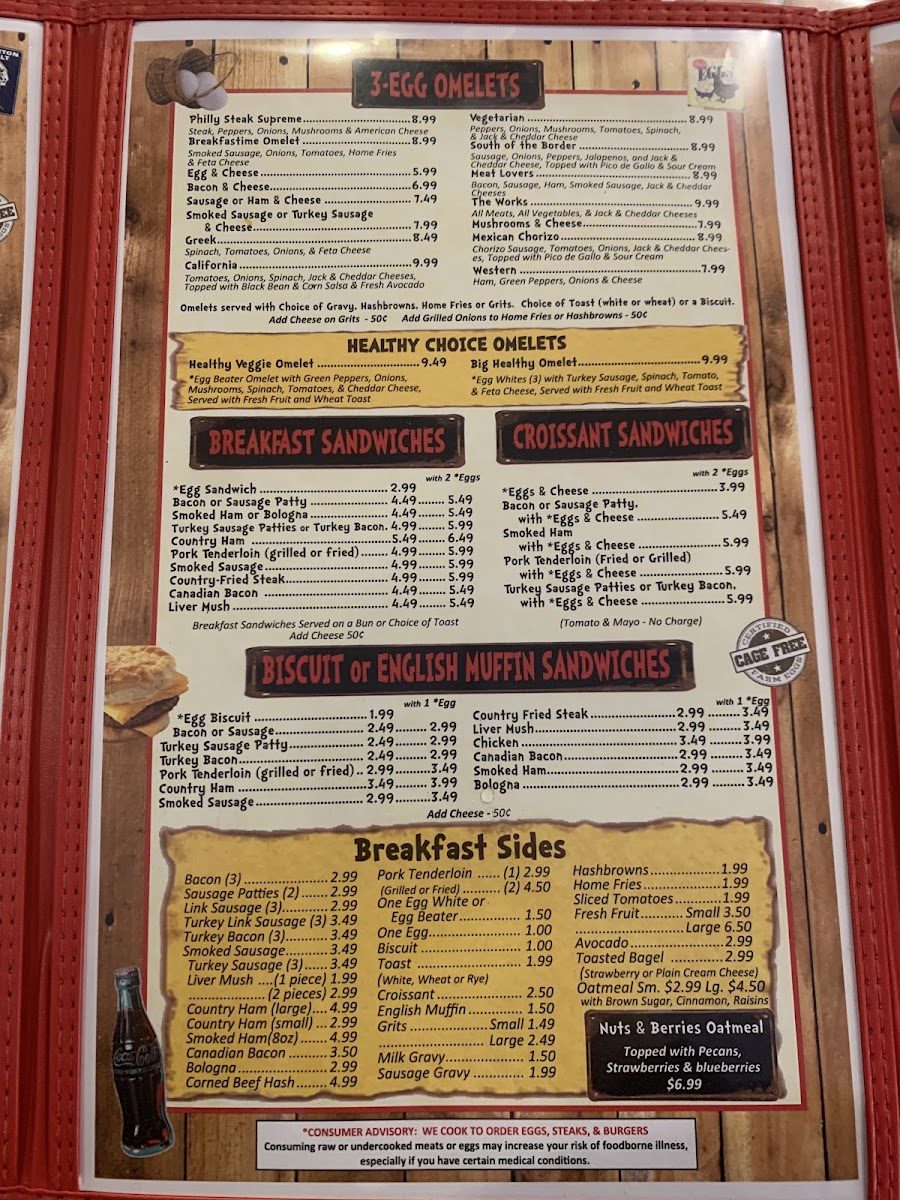 3-EGG OMELETS
EGGS
Philly Steak Supreme..........8.99
Steak, Peppers, Onions, Mushrooms & American Cheese
Breakfastime Omelet..........8.99
Smoked Sausage, Onions, Tomatoes, Home Fries
& Feta Cheese
Egg & Cheese..........5.99
Bacon & Cheese..........6.99
Sausage or Ham & Cheese..........7.49
Smoked Sausage or Turkey Sausage
& Cheese..........7.99
Greek..........8.49
Spinach, Tomatoes, Onions, & Feta Cheese
California..........9.99
Tomatoes, Onions, Spinach, Jack & Cheddar Cheeses,
Topped with Black Bean & Corn Salsa & Fresh Avocado
Vegetarian..........8.99
Peppers, Onions, Mushrooms, Tomatoes, Spinach,
& Jack & Cheddar Cheese
South of the Border..........8.99
Sausage, Onions, Peppers, Jalapenos, and Jack &
Cheddar Cheese, Topped with Pico de Gallo & Sour Cream
Meat Lovers..........8.99
Bacon, Sausage, Ham, Smoked Sausage, Jack & Cheddar
Cheeses
The Works..........9.99
All Meats, All Vegetables, & Jack & Cheddar Cheeses
Mushrooms & Cheese..........7.99
Mexican Chorizo..........8.99
Chorizo Sausage, Tomatoes, Onions, Jack & Cheddar Chees-
es, Topped with Pico de Gallo & Sour Cream
Western..........7.99
Ham, Green Peppers, Onions & Cheese
Omelets served with Choice of Gravy, Hashbrowns, Home Fries or Grits. Choice of Toast (white or wheat) or a Biscuit.
Add Cheese on Grits - 50¢ Add Grilled Onions to Home Fries or Hashbrowns - 50¢
HEALTHY CHOICE OMELETS
Healthy Veggie Omelet..........9.49
*Egg Beater Omelet with Green Peppers, Onions,
Mushrooms, Spinach, Tomatoes, & Cheddar Cheese,
Served with Fresh Fruit and Wheat Toast
Big Healthy Omelet..........9.99
*Egg Whites (3) with Turkey Sausage, Spinach, Tomato,
& Feta Cheese, Served with Fresh Fruit and Wheat Toast
BREAKFAST SANDWICHES
with 2 *Eggs
*Egg Sandwich..........2.99
Bacon or Sausage Patty..........4.49........5.49
Smoked Ham or Bologna..........4.49........5.49
Turkey Sausage Patties or Turkey Bacon. 4.99........5.99
Country Ham..........5.49........6.49
Pork Tenderloin (grilled or fried).......4.99........5.99
Smoked Sausage..........4.99........5.99
Country-Fried Steak..........4.99........5.99
Canadian Bacon..........4.49........5.49
Liver Mush..........4.49........5.49
Breakfast Sandwiches Served on a Bun or Choice of Toast
Add Cheese 50¢
CROISSANT SANDWICHES
with 2 *Eggs
*Eggs & Cheese..........3.99
Bacon or Sausage Patty,
with *Eggs & Cheese..........5.49
Smoked Ham
with *Eggs & Cheese..........5.99
Pork Tenderloin (Fried or Grilled)
with *Eggs & Cheese..........5.99
Turkey Sausage Patties or Turkey Bacon,
with *Eggs & Cheese..........5.99
(Tomato & Mayo - No Charge)
CERTIFIED
CAGE FREE
FARM EGGS
BISCUIT or ENGLISH MUFFIN SANDWICHES
with 1 *Egg
*Egg Biscuit..........1.99
Bacon or Sausage..........2.49........2.99
Turkey Sausage Patty..........2.49........2.99
Turkey Bacon..........2.49........2.99
Pork Tenderloin (grilled or fried)..2.99........3.49
Country Ham..........3.49........3.99
Smoked Sausage..........2.99........3.49
with 1 *Egg
Country Fried Steak..........2.99........3.49
Liver Mush..........2.99........3.49
Chicken..........3.49........3.99
Canadian Bacon..........2.99........3.49
Smoked Ham..........2.99........3.49
Bologna..........2.99........3.49
Add Cheese - 50¢
Breakfast Sides
Bacon (3)..........2.99
Sausage Patties (2)......2.99
Link Sausage (3)..........2.99
Turkey Link Sausage (3) 3.49
Turkey Bacon (3)..........3.49
Smoked Sausage..........3.49
Turkey Sausage (3)......3.49
Liver Mush ....(1 piece) 1.99
..........(2 pieces) 2.99
Country Ham (large)....4.99
Country Ham (small) ...2.99
Smoked Ham(8oz) ......4.99
Canadian Bacon..........3.50
Bologna..........2.99
Corned Beef Hash........4.99
Pork Tenderloin ...... (1) 2.99
(Grilled or Fried) .......... (2) 4.50
One Egg White or
Egg Beater..........1.50
One Egg..........1.00
Biscuit..........1.00
Toast..........1.99
(White, Wheat or Rye)
Croissant..........2.50
English Muffin..........1.50
Grits..........Small 1.49
..........Large 2.49
Milk Gravy..........1.50
Sausage Gravy..........1.99
Hashbrowns..........1.99
Home Fries..........1.99
Sliced Tomatoes..........1.99
Fresh Fruit.......... Small 3.50
..........Large 6.50
Avocado..........2.99
Toasted Bagel..........2.99
(Strawberry or Plain Cream Cheese)
Oatmeal Sm. $2.99 Lg. $4.50
with Brown Sugar, Cinnamon, Raisins
Nuts & Berries Oatmeal
Topped with Pecans,
Strawberries & blueberries
$6.99
Coca-Cola
*CONSUMER ADVISORY: WE COOK TO ORDER EGGS, STEAKS, & BURGERS
Consuming raw or undercooked meats or eggs may increase your risk of foodborne illness,
especially if you have certain medical conditions.